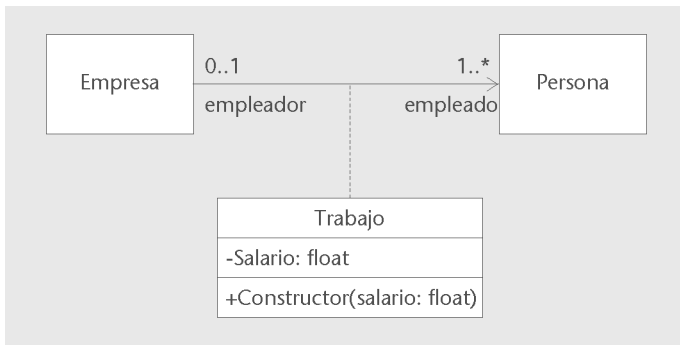 Empresa
0..1
1..*
Persona
empleador
empleado
Trabajo
-Salario: float
+Constructor(salario: float)